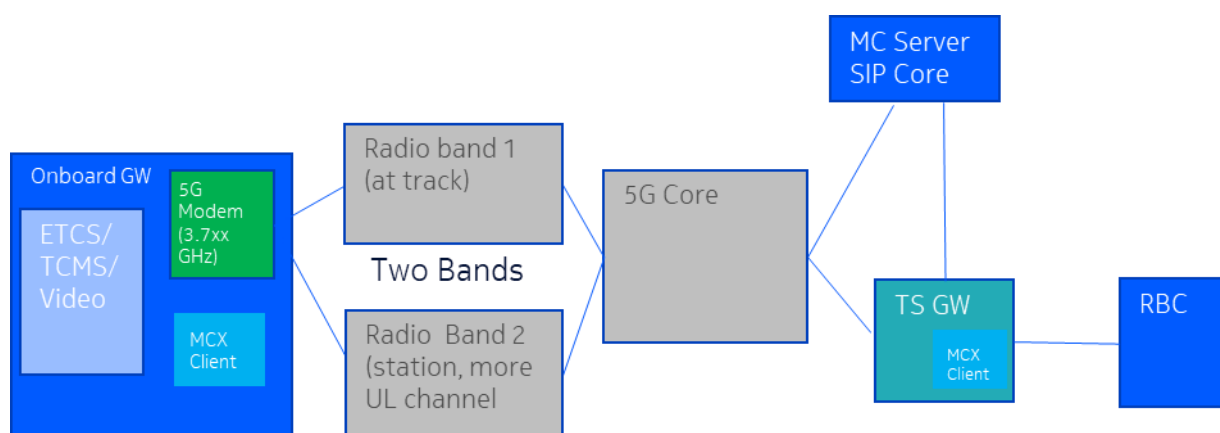 MC Server
SIP Core
Onboard GW
5G
Modem
(3.7xx
GHz)
ETCS/
TCMS/
Video
MCX
Client
Radio band 1
(at track)
Two Bands
Radio  Band 2
(station, more
UL channel
5G Core
TS GW
MCX
Client
RBC